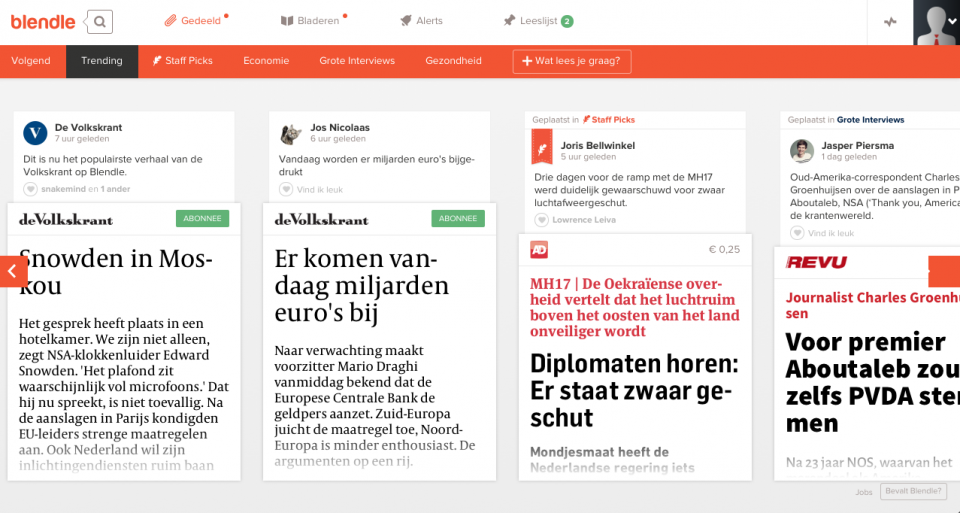 blendle
Gedeeld
Bladeren
Alerts
Leeslijst 2
Volgend
Trending
Staff Picks
Economie
Grote Interviews
Gezondheid
Wat lees je graag?
De Volkskrant
7 uur geleden
Dit is nu het populairste verhaal van de
Volkskrant op Blendle.
snakemind en 1 ander
deVolkskrant
ABONNEE
Snowden in Mos-
kou
Het gesprek heeft plaats in een
hotelkamer. We zijn niet alleen,
zegt NSA-klokkenluider Edward
Snowden. 'Het plafond zit
waarschijnlijk vol microfoons.' Dat
hij nu spreekt, is niet toevallig. Na
de aanslagen in Parijs kondigden
EU-leiders strenge maatregelen
aan. Ook Nederland wil zijn
inlichtingendiensten ruim baan
Jos Nicolaas
6 uur geleden
Vandaag worden er miljarden euro's bijge-
drukt
Vind ik leuk
deVolkskrant
ABONNEE
Er komen van-
daag miljarden
euro's bij
Naar verwachting maakt
voorzitter Mario Draghi
vanmiddag bekend dat de
Europese Centrale Bank de
geldpers aanzet. Zuid-Europa
juicht de maatregel toe, Noord-
Europa is minder enthousiast. De
argumenten op een rij.
Geplaatst in Staff Picks
Joris Bellwinkel
5 uur geleden
Drie dagen voor de ramp met de MH17
werd duidelijk gewaarschuwd voor zwaar
luchtafweergeschut.
Lowrence Leiva
AD
€ 0,25
MH17 | De Oekraïense over-
heid vertelt dat het luchtruim
boven het oosten van het land
onveiliger wordt
Diplomaten horen:
Er staat zwaar ge-
schut
Mondjesmaat heeft de
Nederlandse regering iets
Geplaatst in Grote Interviews
Jasper Piersma
1 dag geleden
Oud-Amerika-correspondent Charles
Groenhuijsen over de aanslagen in P
Aboutaleb, NSA ('Thank you, America
de krantenwereld.
Vind ik leuk
REVU
Journalist Charles Groenhu
sen
Voor premier
Aboutaleb zou
zelfs PVDA ste
men
Na 23 jaar NOS, waarvan het
Jobs
Bevalt Blendle?